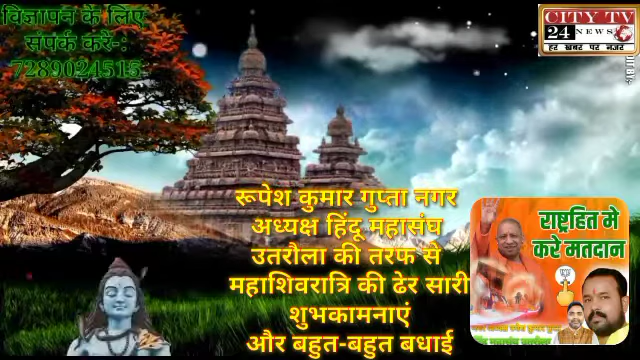 विज्ञापन के लिए
संपर्क करे-:
7289024515
CITY TV
24 NEWS
हर खबर पर नजर
रूपेश कुमार गुप्ता नगर
अध्यक्ष हिंदू महासंघ
उतरौला की तरफ से
महाशिवरात्रि की ढेर सारी
शुभकामनाएं
और बहुत-बहुत बधाई
राष्ट्रहित मे
करे मतदान